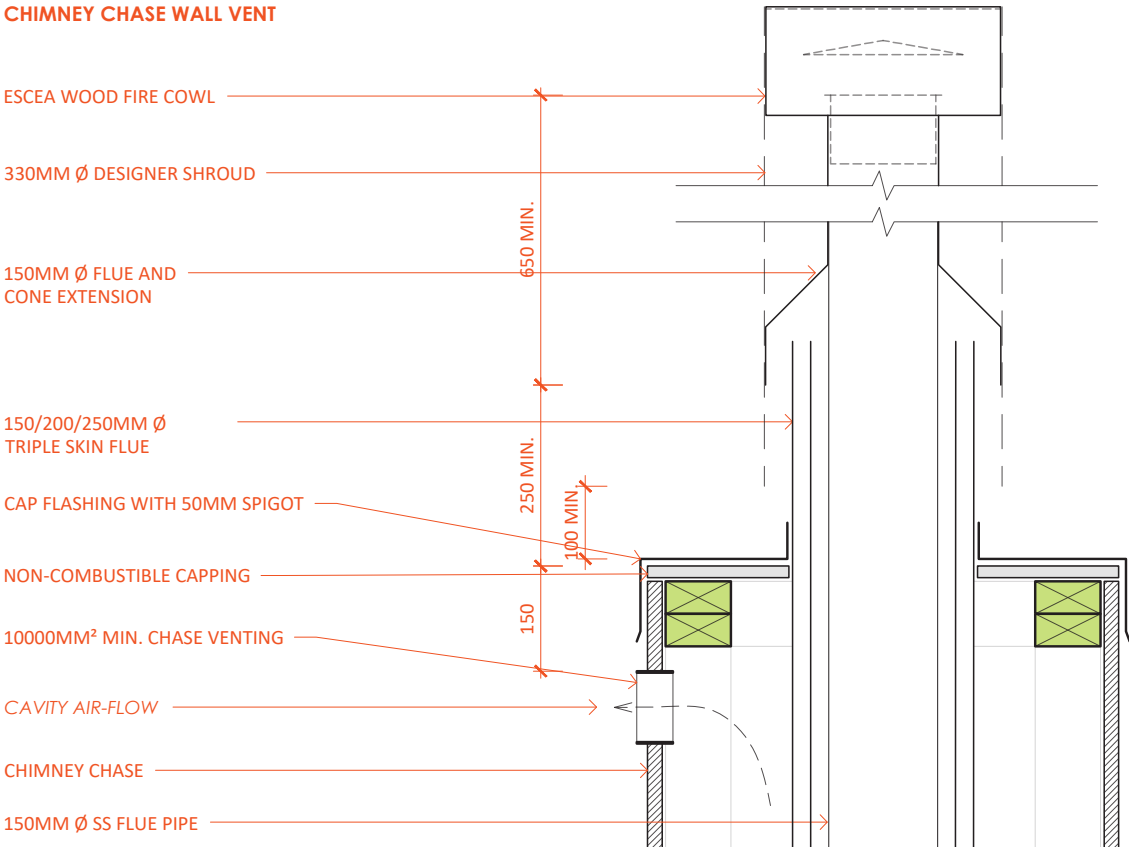 CHIMNEY CHASE WALL VENT
ESCEA WOOD FIRE COWL
330MM Ø DESIGNER SHROUD
650 MIN.
150MM Ø FLUE AND
CONE EXTENSION
150/200/250MM Ø
TRIPLE SKIN FLUE
250 MIN.
CAP FLASHING WITH 50MM SPIGOT
100 MIN.
NON-COMBUSTIBLE CAPPING
150
10000MM² MIN. CHASE VENTING
CAVITY AIR-FLOW
CHIMNEY CHASE
150MM Ø SS FLUE PIPE